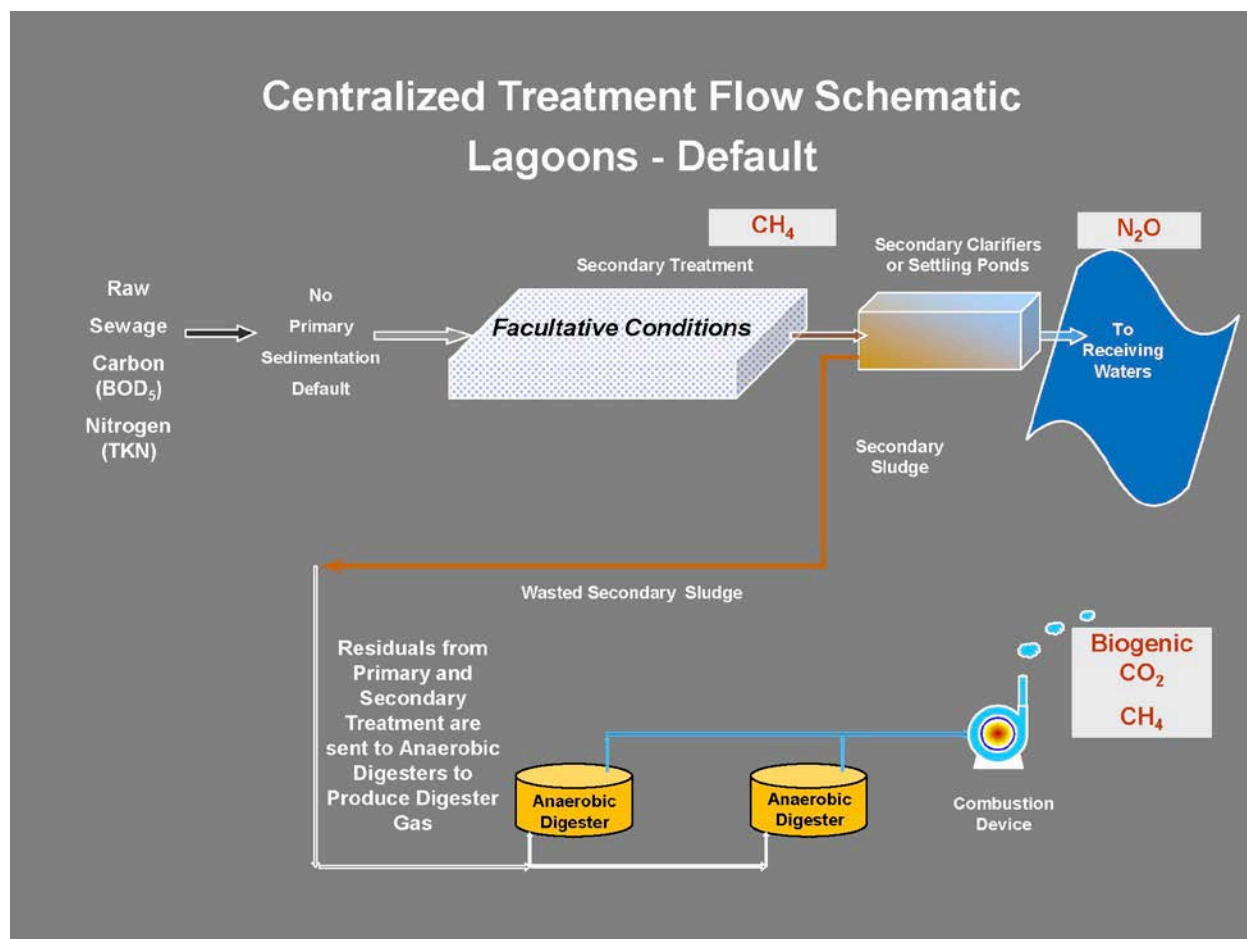 Centralized Treatment Flow Schematic
Lagoons - Default
CH₄
N₂O
Secondary Treatment
Secondary Clarifiers
or Settling Ponds
Raw
Sewage
Carbon
(BOD₅)
Nitrogen
(TKN)
No
Primary
Sedimentation
Default
Facultative Conditions
To
Receiving
Waters
Secondary
Sludge
Wasted Secondary Sludge
Residuals from
Primary and
Secondary
Treatment are
sent to Anaerobic
Digesters to
Produce Digester
Gas
Anaerobic
Digester
Anaerobic
Digester
Combustion
Device
Biogenic
CO₂
CH₄